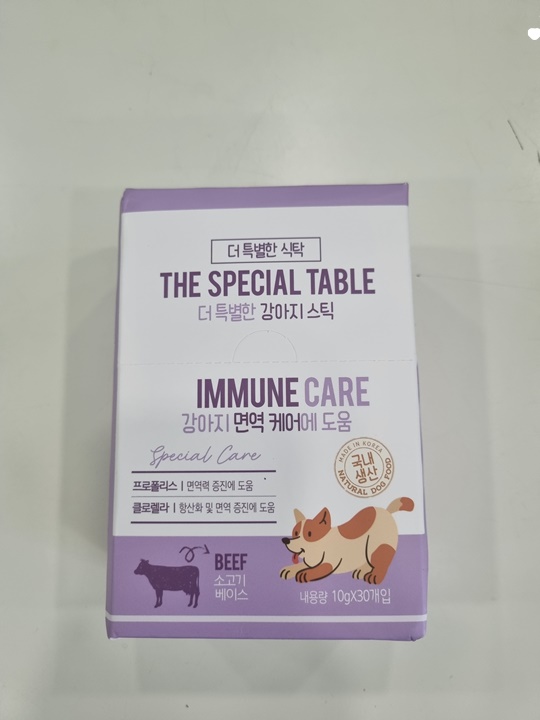 더 특별한 식탁
THE SPECIAL TABLE
더 특별한 강아지 스틱
IMMUNE CARE
강아지 면역 케어에 도움
Special Care
프로폴리스 | 면역력 증진에 도움
클로렐라 | 항산화 및 면역 증진에 도움
MADE IN KOREA
국내
생산
NATURAL DOG FOOD
BEEF
소고기
베이스
내용량 10gX30개입